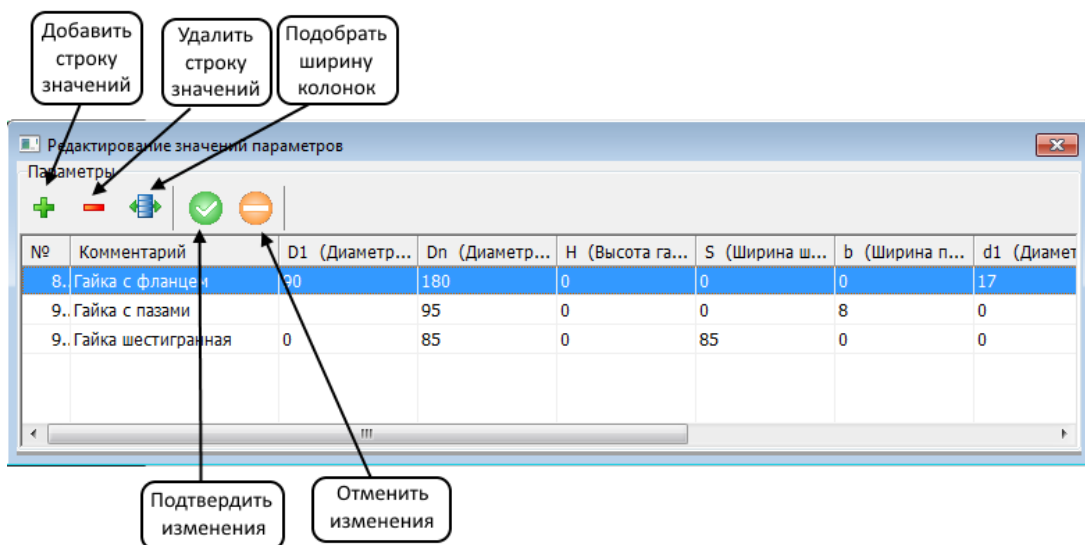 Добавить
строку
значений
Удалить
строку
значений
Подобрать
ширину
колонок
Редактирование значений параметров
Параметры
№ Комментарий D1 (Диаметр... Dn (Диаметр... H (Высота га... S (Ширина ш... b (Ширина п... d1 (Диамет
8.. Гайка с фланцем 90 180 0 0 0 17
9.. Гайка с пазами 95 0 0 8 0
9.. Гайка шестигранная 0 85 0 85 0 0
Подтвердить
изменения
Отменить
изменения